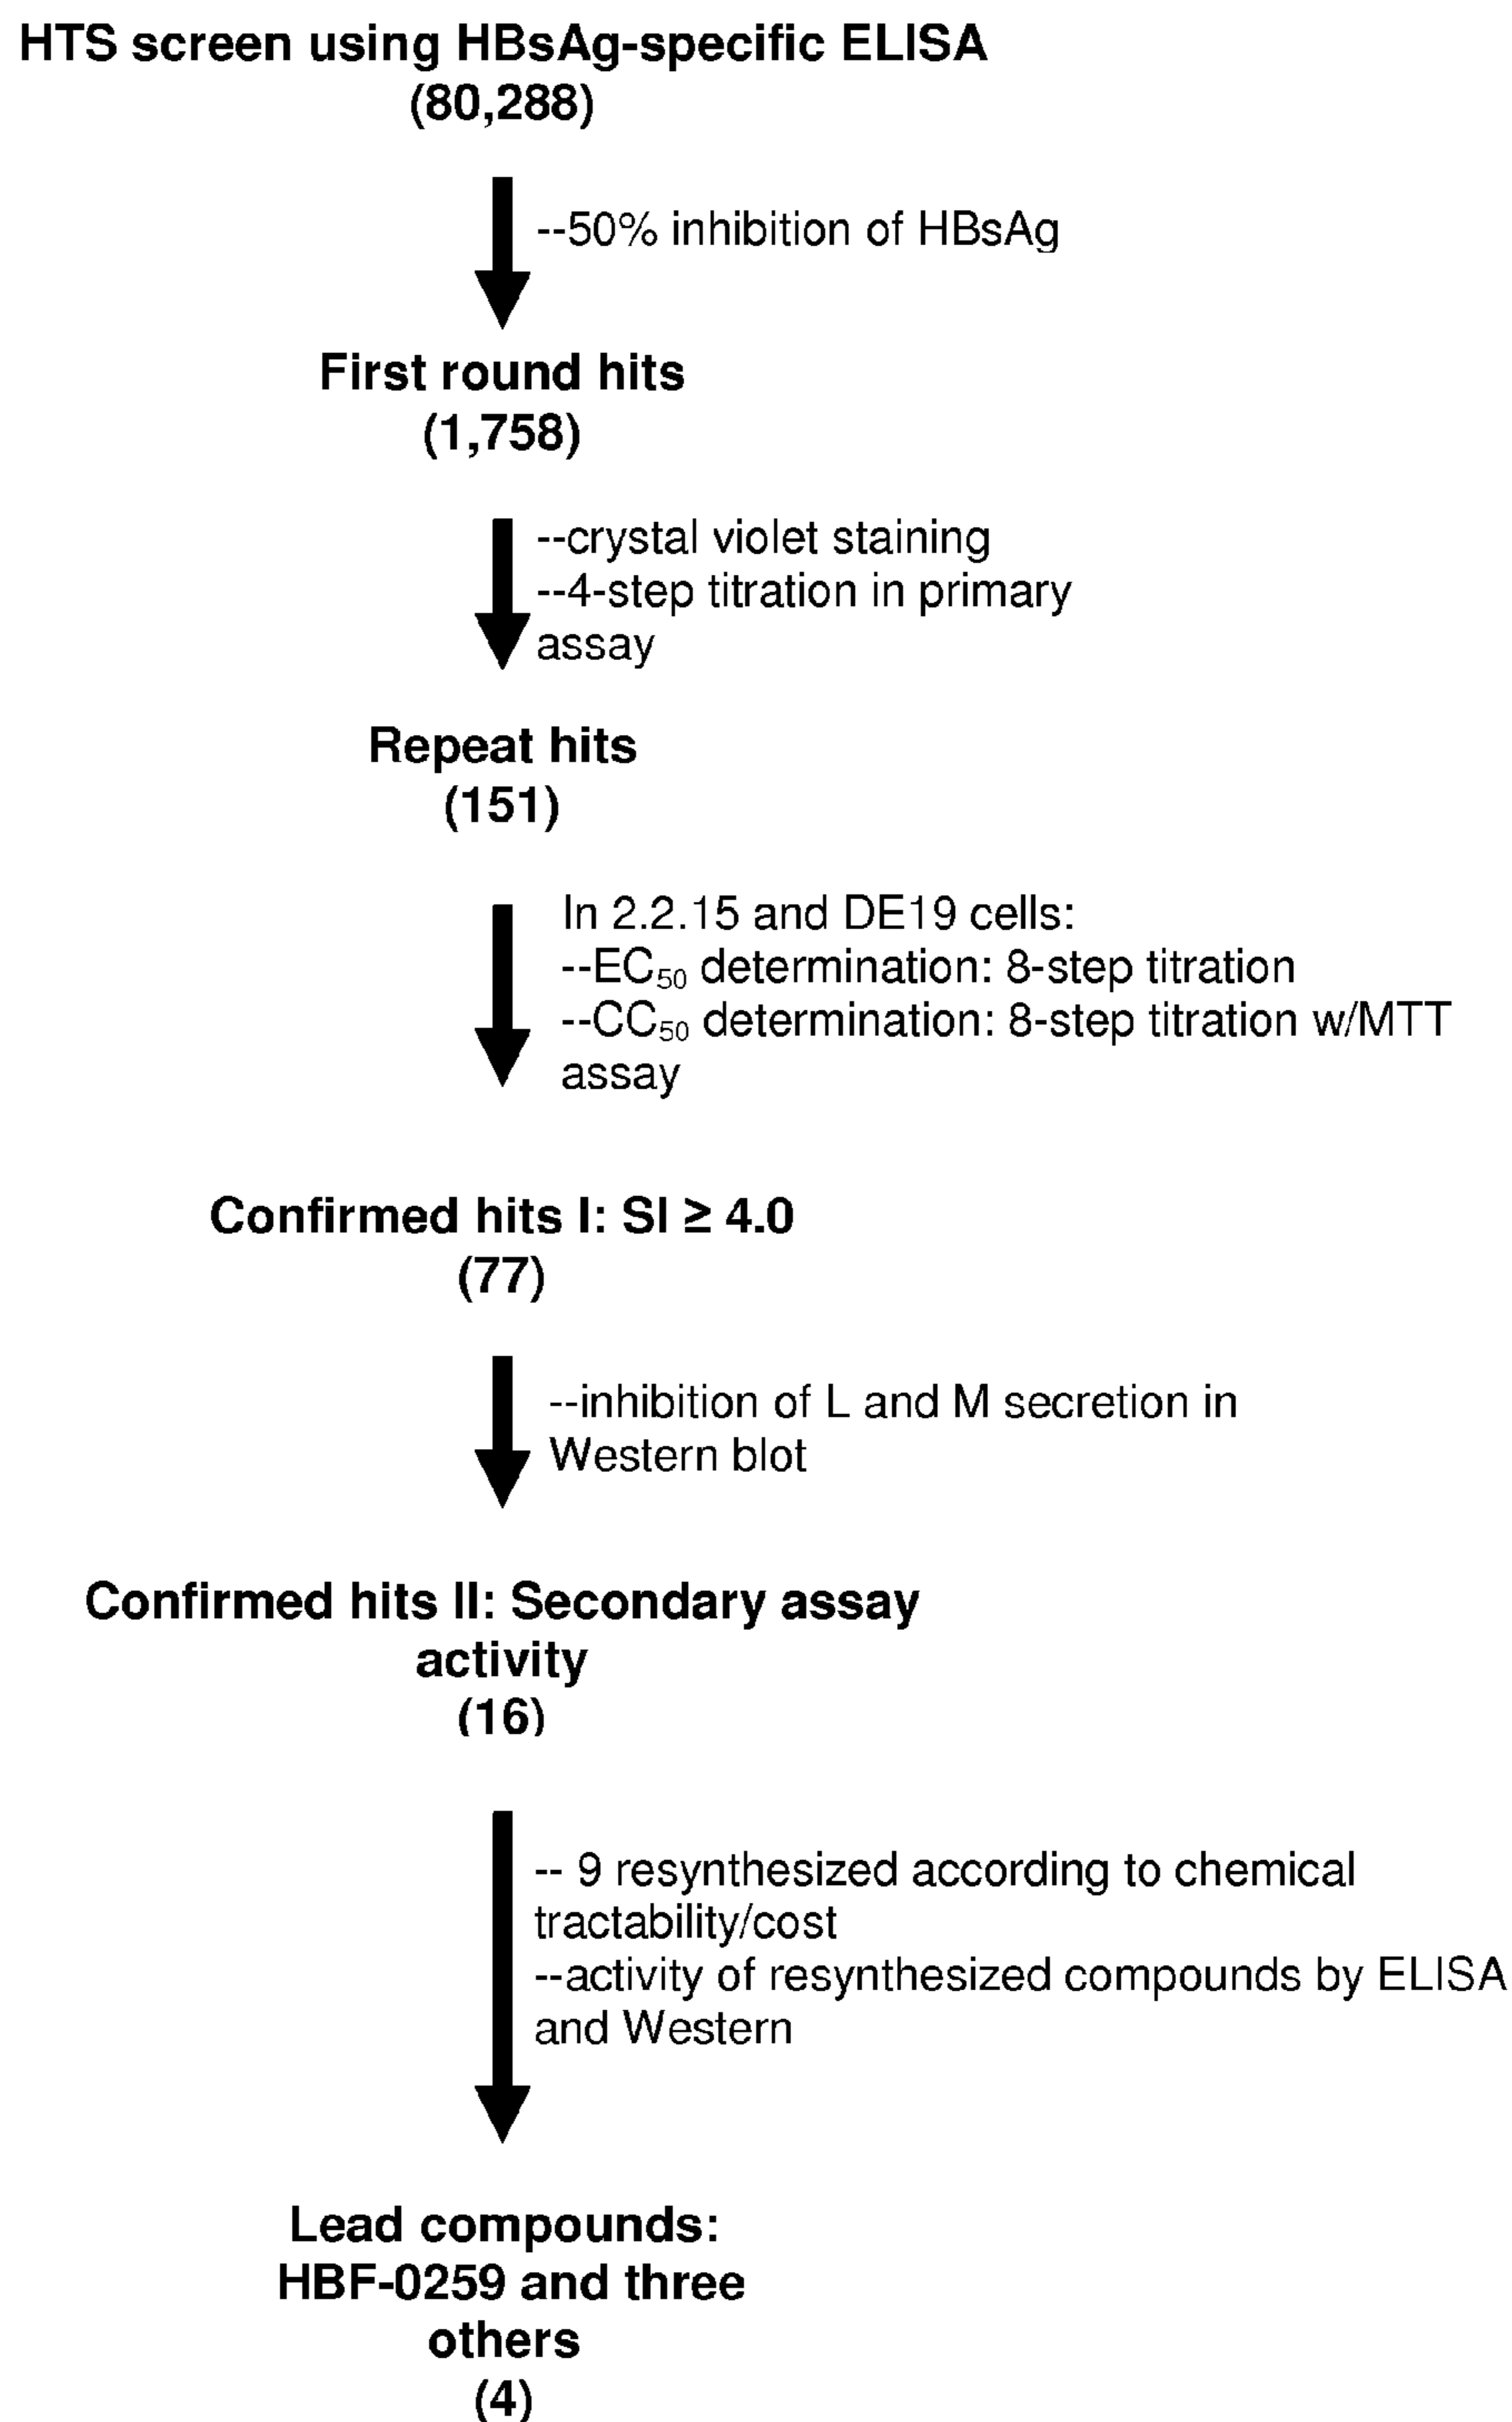 HTS screen using HBsAg-specific ELISA
(80,288)
--50% inhibition of HBsAg
First round hits
(1,758)
--crystal violet staining
--4-step titration in primary
assay
Repeat hits
(151)
In 2.2.15 and DE19 cells:
--EC₅₀ determination: 8-step titration
--CC₅₀ determination: 8-step titration w/MTT
assay
Confirmed hits I: SI ≥ 4.0
(77)
--inhibition of L and M secretion in
Western blot
Confirmed hits II: Secondary assay
activity
(16)
-- 9 resynthesized according to chemical
tractability/cost
--activity of resynthesized compounds by ELISA
and Western
Lead compounds:
HBF-0259 and three
others
(4)